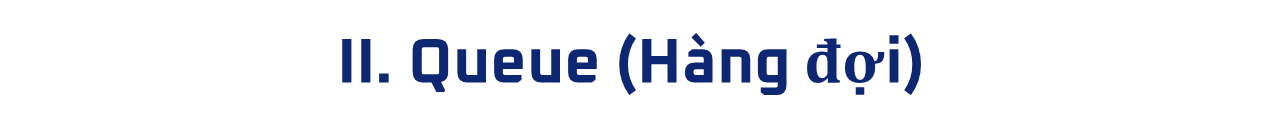 II. Queue (Hàng đợi)